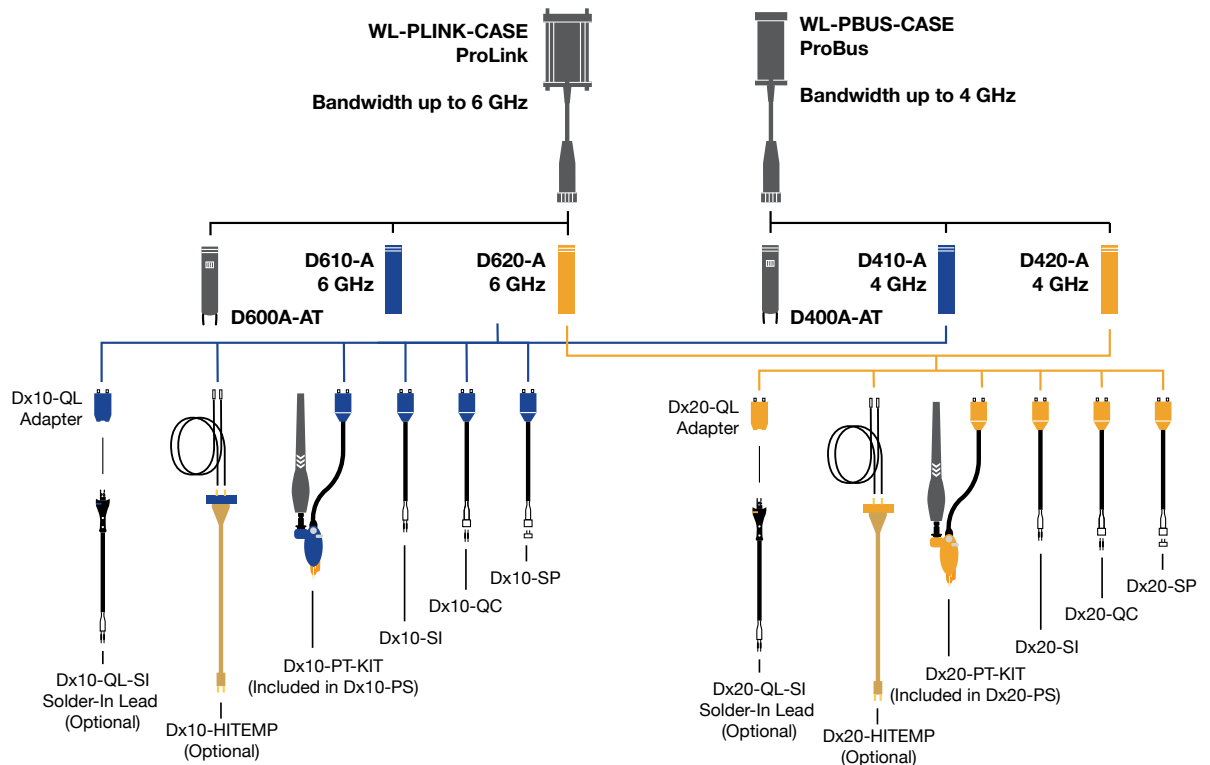 WL-PLINK-CASE
ProLink
Bandwidth up to 6 GHz
WL-PBUS-CASE
ProBus
Bandwidth up to 4 GHz
D600A-AT
D610-A
6 GHz
D620-A
6 GHz
D400A-AT
D410-A
4 GHz
D420-A
4 GHz
Dx10-QL
Adapter
Dx10-QL-SI
Solder-In Lead
(Optional)
Dx10-HITEMP
(Optional)
Dx10-PT-KIT
(Included in Dx10-PS)
Dx10-SI
Dx10-QC
Dx10-SP
Dx20-QL
Adapter
Dx20-QL-SI
Solder-In Lead
(Optional)
Dx20-HITEMP
(Optional)
Dx20-PT-KIT
(Included in Dx20-PS)
Dx20-SI
Dx20-QC
Dx20-SP